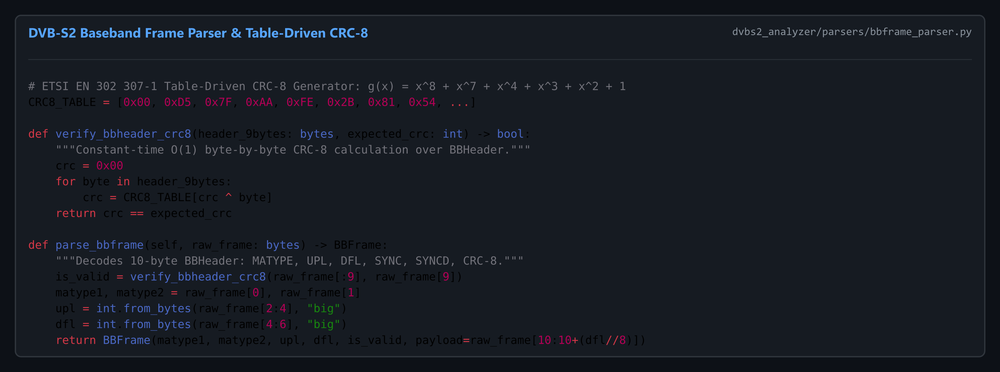 DVB-S2 Baseband Frame Parser & Table-Driven CRC-8
dvbs2_analyzer/parsers/bbframe_parser.py
# ETSI EN 302 307-1 Table-Driven CRC-8 Generator: g(x) = x^8 + x^7 + x^4 + x^3 + x^2 + 1
CRC8_TABLE = [0x00, 0xD5, 0x7F, 0xAA, 0xFE, 0x2B, 0x81, 0x54, ...]
def verify_bbheader_crc8(header_9bytes: bytes, expected_crc: int) -> bool:
    """Constant-time O(1) byte-by-byte CRC-8 calculation over BBHeader."""
    crc = 0x00
    for byte in header_9bytes:
        crc = CRC8_TABLE[crc ^ byte]
    return crc == expected_crc
def parse_bbframe(self, raw_frame: bytes) -> BBFrame:
    """Decodes 10-byte BBHeader: MATYPE, UPL, DFL, SYNC, SYNCD, CRC-8."""
    is_valid = verify_bbheader_crc8(raw_frame[:9], raw_frame[9])
    matype1, matype2 = raw_frame[0], raw_frame[1]
    upl = int.from_bytes(raw_frame[2:4], "big")
    dfl = int.from_bytes(raw_frame[4:6], "big")
    return BBFrame(matype1, matype2, upl, dfl, is_valid, payload=raw_frame[10:10+(dfl//8)])